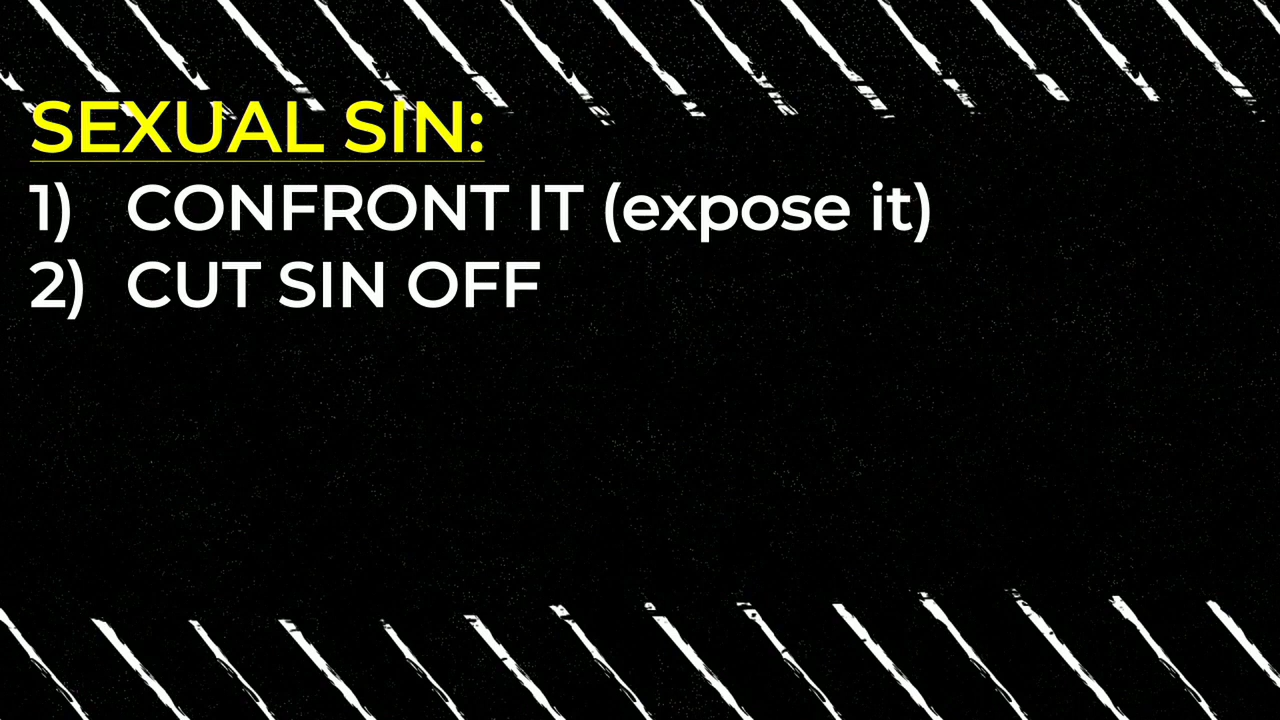 SEXUAL SIN:
1) CONFRONT IT (expose it)
2) CUT SIN OFF